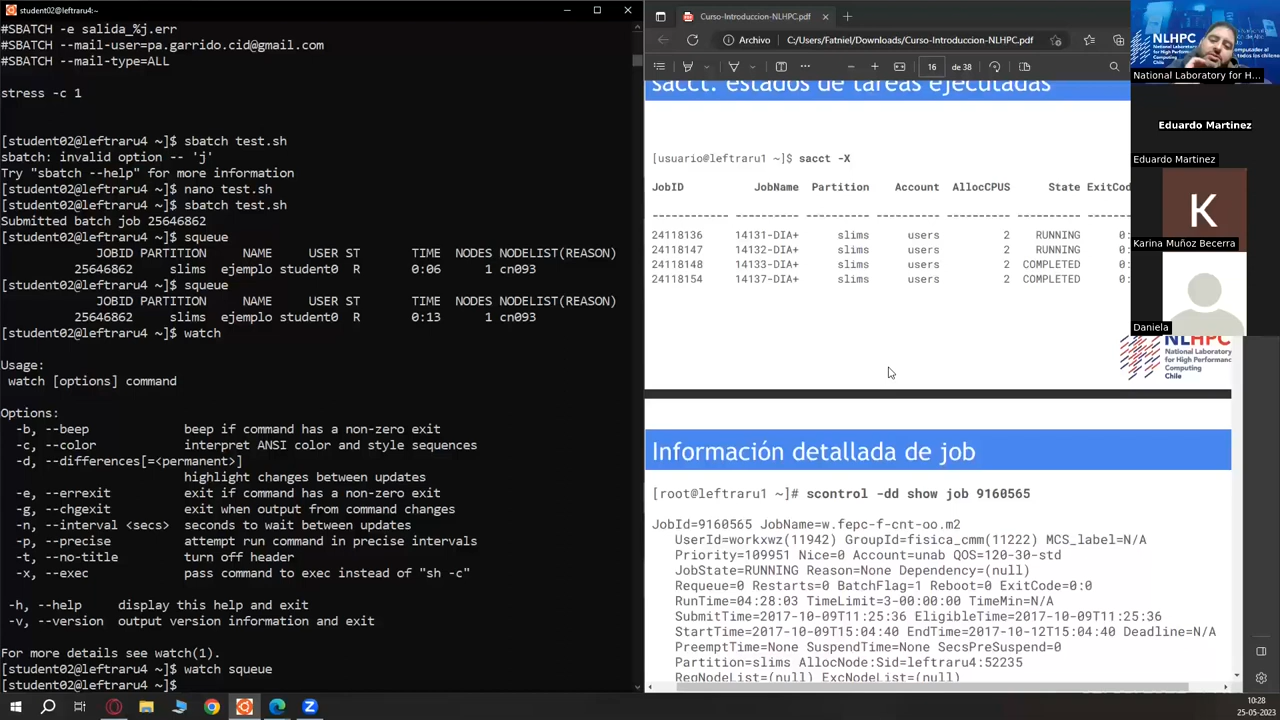 student02@leftraru4: ~
#SBATCH -e salida_%j.err
#SBATCH --mail-user=pa.garrido.cid@gmail.com
#SBATCH --mail-type=ALL
stress -c 1
[student02@leftraru4 ~]$ sbatch test.sh
sbatch: invalid option -- 'j'
Try "sbatch --help" for more information
[student02@leftraru4 ~]$ nano test.sh
[student02@leftraru4 ~]$ sbatch test.sh
Submitted batch job 25646862
[student02@leftraru4 ~]$ squeue
JOBID PARTITION NAME USER ST TIME NODES NODELIST(REASON)
25646862 slims ejemplo student0 R 0:06 1 cn093
[student02@leftraru4 ~]$ squeue
JOBID PARTITION NAME USER ST TIME NODES NODELIST(REASON)
25646862 slims ejemplo student0 R 0:13 1 cn093
[student02@leftraru4 ~]$ watch
Usage:
watch [options] command
Options:
-b, --beep beep if command has a non-zero exit
-c, --color interpret ANSI color and style sequences
-d, --differences[=<permanent>]
highlight changes between updates
-e, --errexit exit if command has a non-zero exit
-g, --chgexit exit when output from command changes
-n, --interval <secs> seconds to wait between updates
-p, --precise attempt run command in precise intervals
-t, --no-title turn off header
-x, --exec pass command to exec instead of "sh -c"
-h, --help display this help and exit
-v, --version output version information and exit
For more details see watch(1).
[student02@leftraru4 ~]$ watch squeue
[student02@leftraru4 ~]$
Curso-Introduccion-NLHPC.pdf
Archivo C:/Users/Fatniel/Downloads/Curso-Introduccion-NLHPC.pdf
16 de 38
sacct: estados de tareas ejecutadas
[usuario@leftraru1 ~]$ sacct -X
JobID JobName Partition Account AllocCPUS State ExitCod
------------ ---------- ---------- ---------- ---------- ----------
24118136 14131-DIA+ slims users 2 RUNNING 0:
24118147 14132-DIA+ slims users 2 RUNNING 0:
24118148 14133-DIA+ slims users 2 COMPLETED 0:
24118154 14137-DIA+ slims users 2 COMPLETED 0:
NLHPC
National Laboratory
for High Performance
Computing
Chile
Información detallada de job
[root@leftraru1 ~]# scontrol -dd show job 9160565
JobId=9160565 JobName=w.fepc-f-cnt-oo.m2
UserId=workxwz(11942) GroupId=fisica_cmm(11222) MCS_label=N/A
Priority=109951 Nice=0 Account=unab QOS=120-30-std
JobState=RUNNING Reason=None Dependency=(null)
Requeue=0 Restarts=0 BatchFlag=1 Reboot=0 ExitCode=0:0
RunTime=04:28:03 TimeLimit=3-00:00:00 TimeMin=N/A
SubmitTime=2017-10-09T11:25:36 EligibleTime=2017-10-09T11:25:36
StartTime=2017-10-09T15:04:40 EndTime=2017-10-12T15:04:40 Deadline=N/A
PreemptTime=None SuspendTime=None SecsPreSuspend=0
Partition=slims AllocNode:Sid=leftraru4:52235
ReqNodeList=(null) ExcNodeList=(null)
NLHPC
National Laboratory for H...
Eduardo Martinez
Eduardo Martinez
K
Karina Muñoz Becerra
Daniela
10:28
25-05-2023